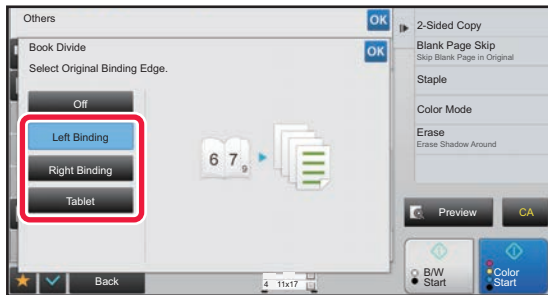 Others
OK
Book Divide
OK
Select Original Binding Edge.
Off
Left Binding
Right Binding
Tablet
6 7 9
Back
4 11x17
2-Sided Copy
Blank Page Skip
Skip Blank Page in Original
Staple
Color Mode
Erase
Erase Shadow Around
Preview
CA
B/W
Start
Color
Start